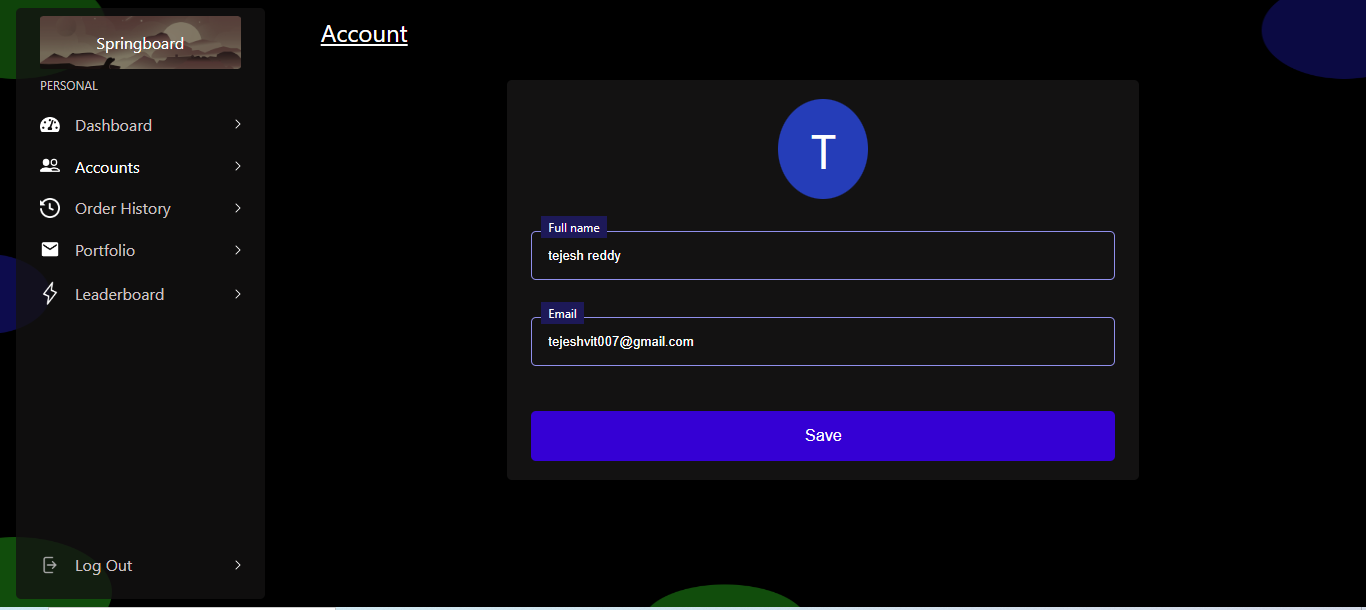 Springboard
PERSONAL
Dashboard
Accounts
Order History
Portfolio
Leaderboard
Log Out
Account
T
Full name
tejesh reddy
Email
tejeshvit007@gmail.com
Save